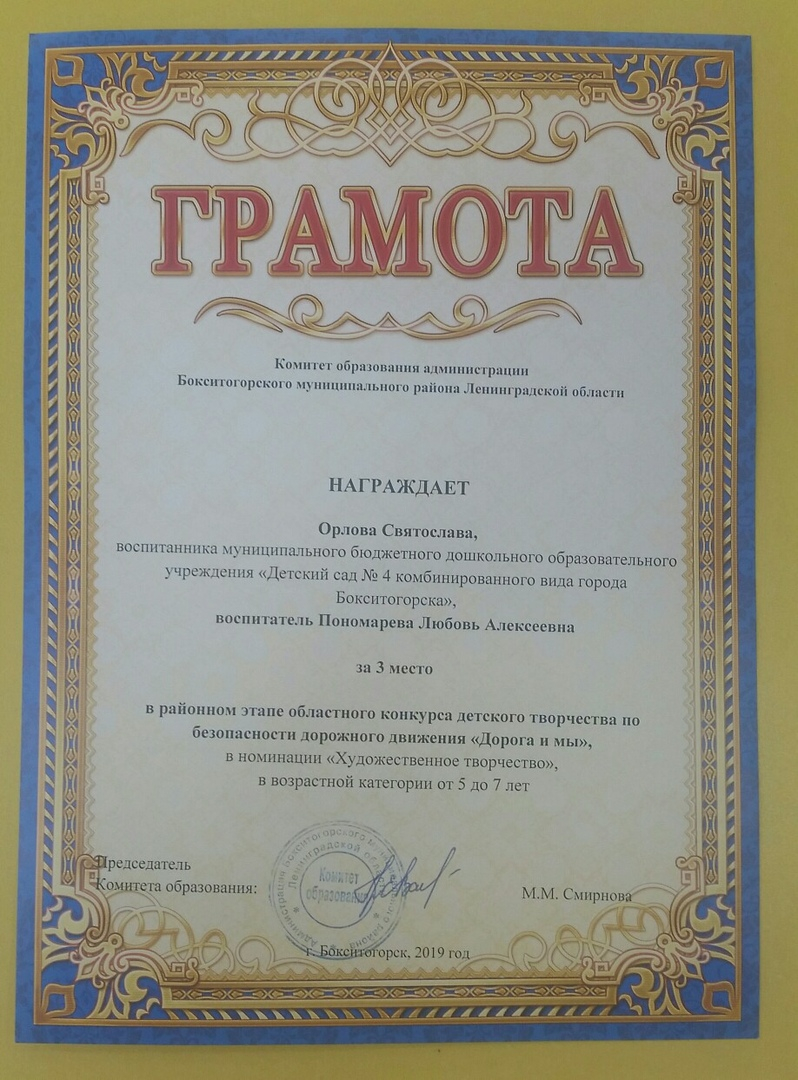 ГРАМОТА
Комитет образования администрации
Бокситогорского муниципального района Ленинградской области
НАГРАЖДАЕТ
Орлова Святослава,
воспитанника муниципального бюджетного дошкольного образовательного
учреждения «Детский сад № 4 комбинированного вида города
Бокситогорска»,
воспитатель Пономарева Любовь Алексеевна
за 3 место
в районном этапе областного конкурса детского творчества по
безопасности дорожного движения «Дорога и мы»,
в номинации «Художественное творчество»,
в возрастной категории от 5 до 7 лет
Председатель
Комитета образования:
М.М. Смирнова
Администрация Бокситогорского
Ленинградской
Комитет
образования
г. Бокситогорск, 2019 год